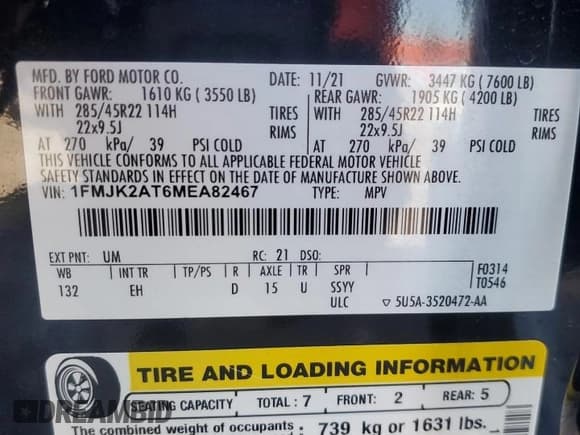 MFD. BY FORD MOTOR CO. DATE: 11/21 GVWR: 3447 KG ( 7600 LB)
FRONT GAWR: 1610 KG ( 3550 LB) REAR GAWR: 1905 KG ( 4200 LB)
WITH 285/45R22 114H TIRES WITH 285/45R22 114H TIRES
22x9.5J RIMS 22x9.5J RIMS
AT 270 kPa/ 39 PSI COLD AT 270 kPa/ 39 PSI COLD
THIS VEHICLE CONFORMS TO ALL APPLICABLE FEDERAL MOTOR VEHICLE
SAFETY STANDARDS IN EFFECT ON THE DATE OF MANUFACTURE SHOWN ABOVE.
VIN: 1FMJK2AT6MEA82467 TYPE: MPV
EXT PNT: UM RC: 21 DSO:
WB INT TR TP/PS R AXLE TR SPR F0314
132 EH D 15 U SSYY T0546
ULC ▽ 5U5A-3520472-AA
TIRE AND LOADING INFORMATION
SEATING CAPACITY TOTAL: 7 FRONT: 2 REAR: 5
The combined weight of occupants 739 kg or 1631 lbs.
DREAMBID